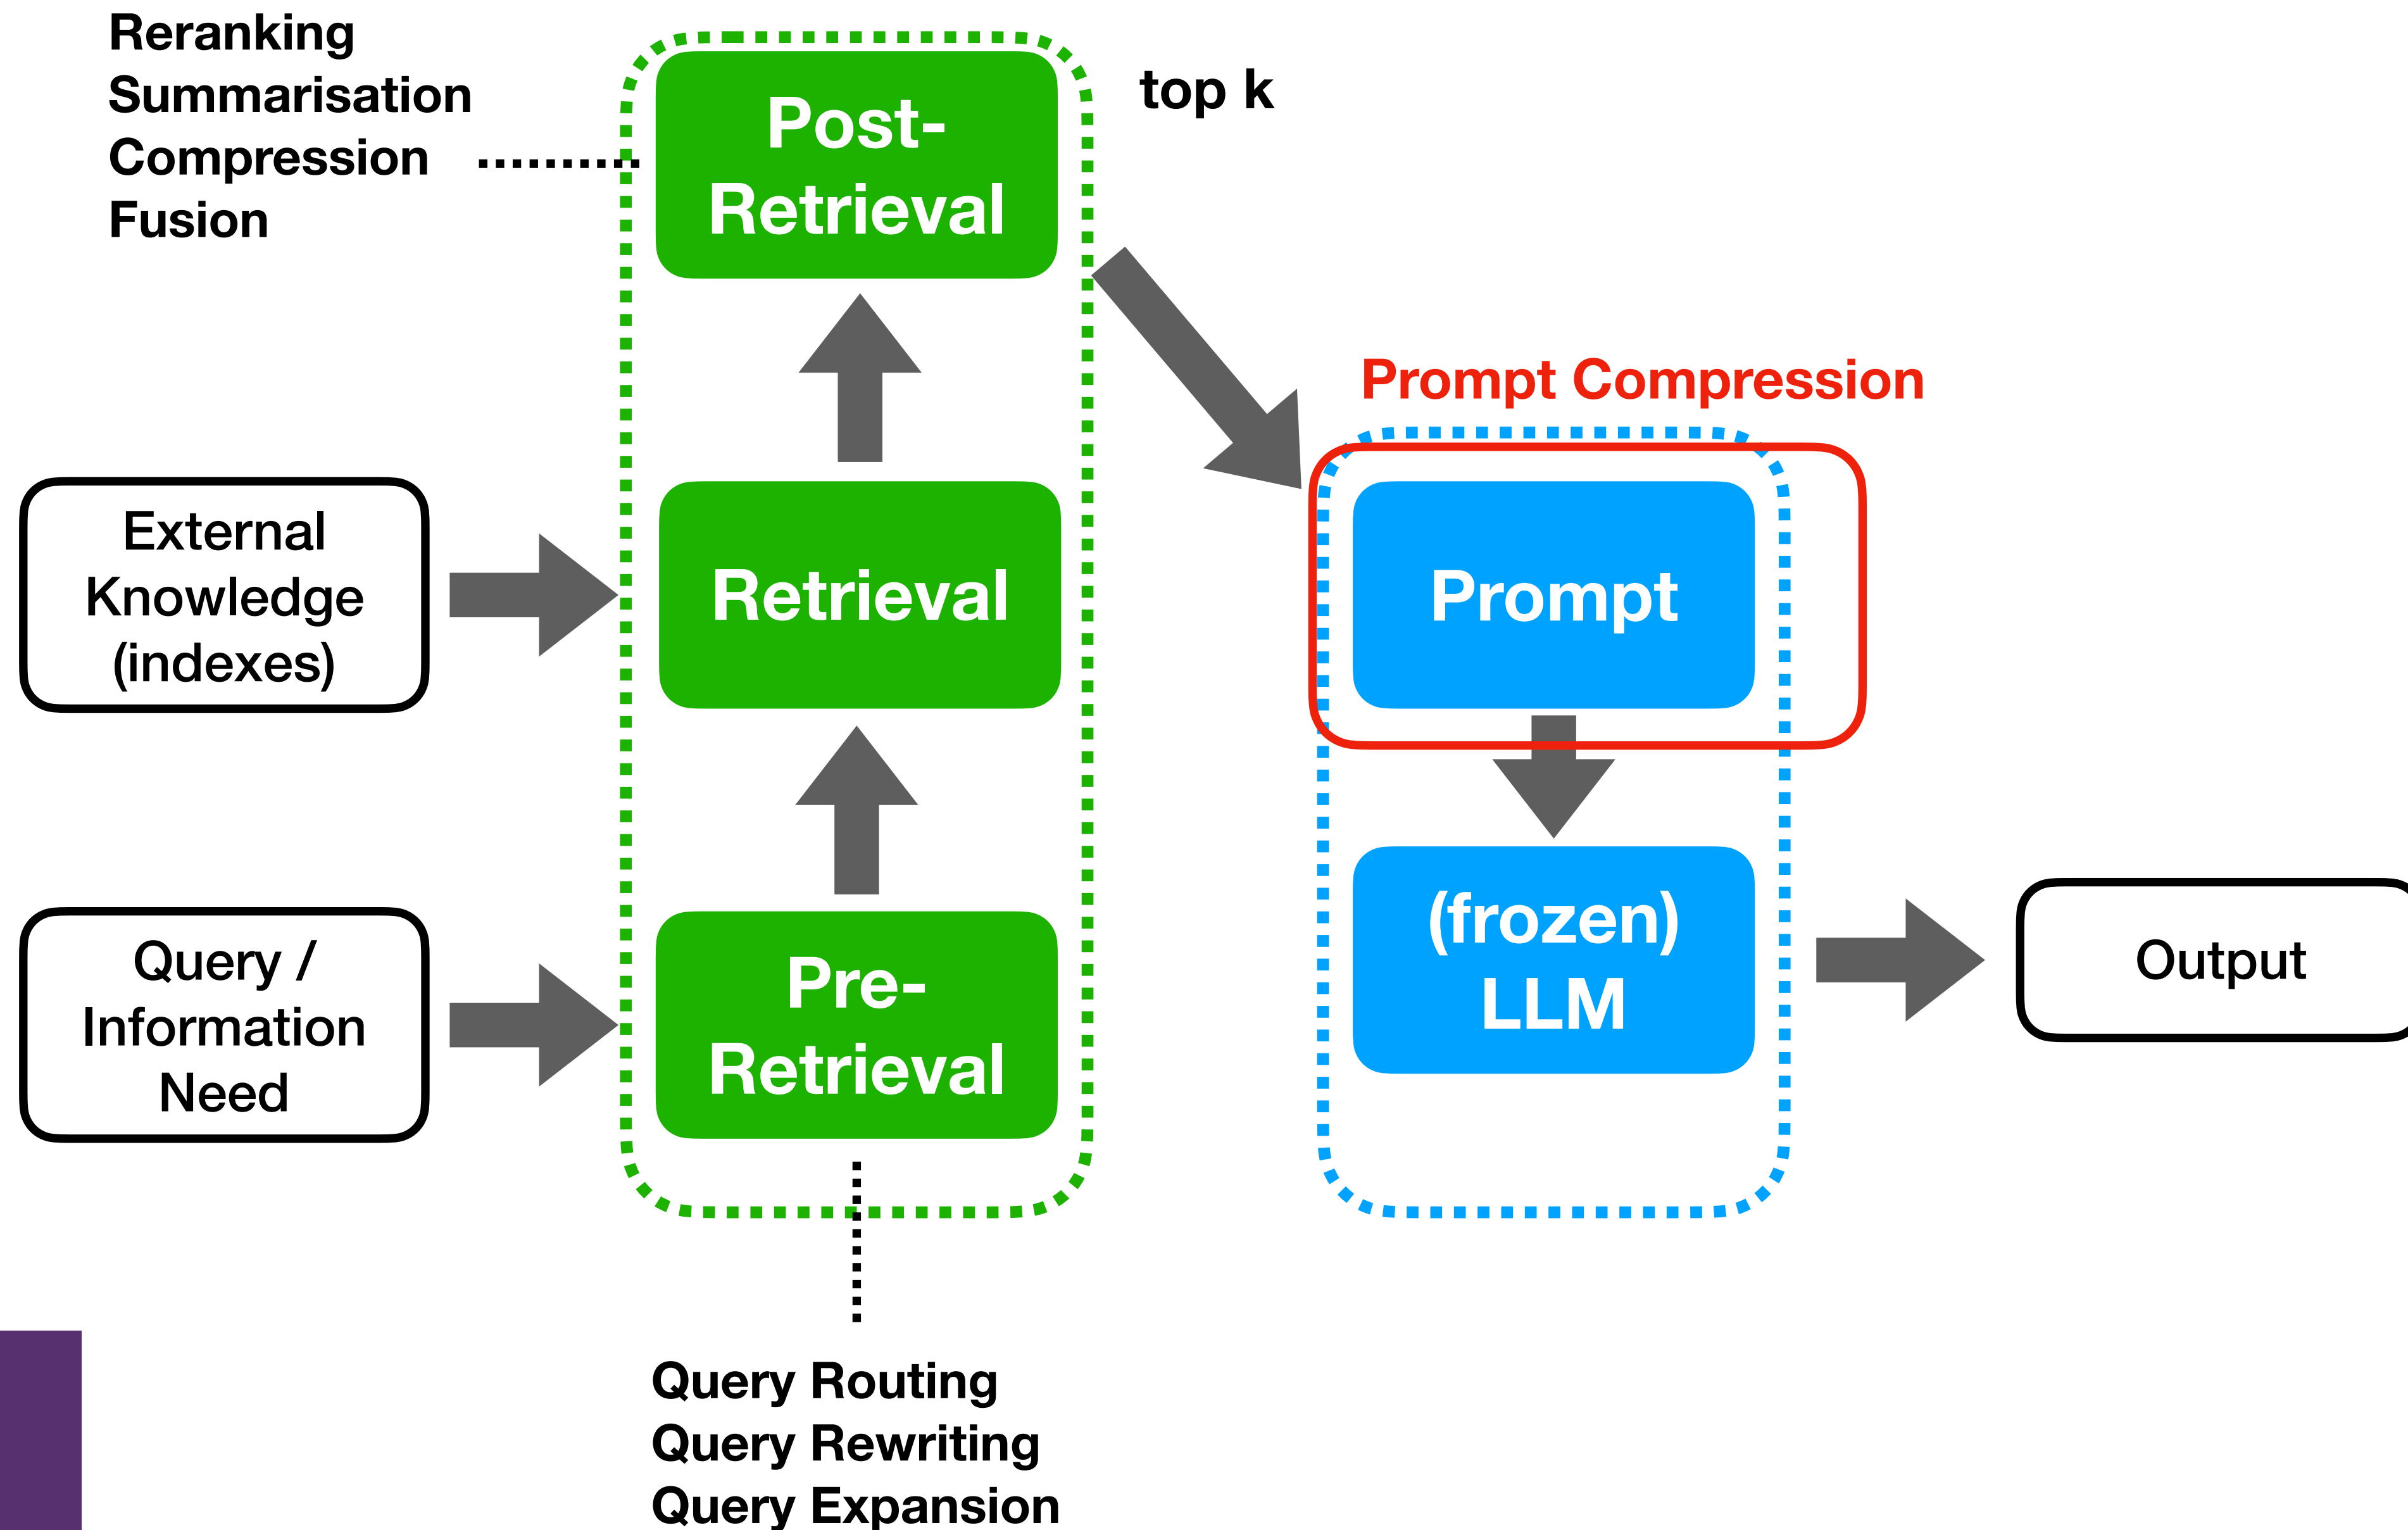 Reranking
Summarisation
Compression
Fusion
Post-
Retrieval
top k
Prompt Compression
External
Knowledge
(indexes)
Retrieval
Prompt
Query /
Information
Need
Pre-
Retrieval
(frozen)
LLM
Output
Query Routing
Query Rewriting
Query Expansion